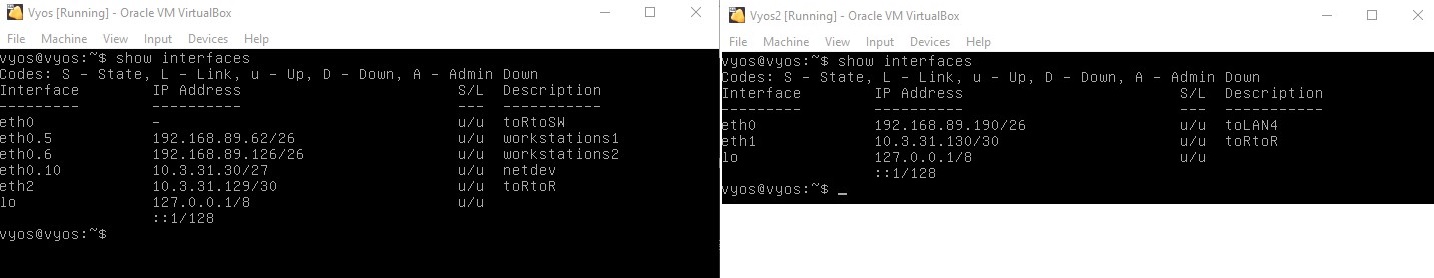 Vyos [Running] - Oracle VM VirtualBox
File Machine View Input Devices Help
vyos@vyos:~$ show interfaces
Codes: S - State, L - Link, u - Up, D - Down, A - Admin Down
Interface IP Address S/L Description
--------- ---------- --- -----------
eth0 - u/u toRtoSW
eth0.5 192.168.89.62/26 u/u workstations1
eth0.6 192.168.89.126/26 u/u workstations2
eth0.10 10.3.31.30/27 u/u netdev
eth2 10.3.31.129/30 u/u toRtoR
lo 127.0.0.1/8 u/u
::1/128
vyos@vyos:~$
Vyos2 [Running] - Oracle VM VirtualBox
File Machine View Input Devices Help
vyos@vyos:~$ show interfaces
Codes: S - State, L - Link, u - Up, D - Down, A - Admin Down
Interface IP Address S/L Description
--------- ---------- --- -----------
eth0 192.168.89.190/26 u/u toLAN4
eth1 10.3.31.130/30 u/u toRtoR
lo 127.0.0.1/8 u/u
::1/128
vyos@vyos:~$ _